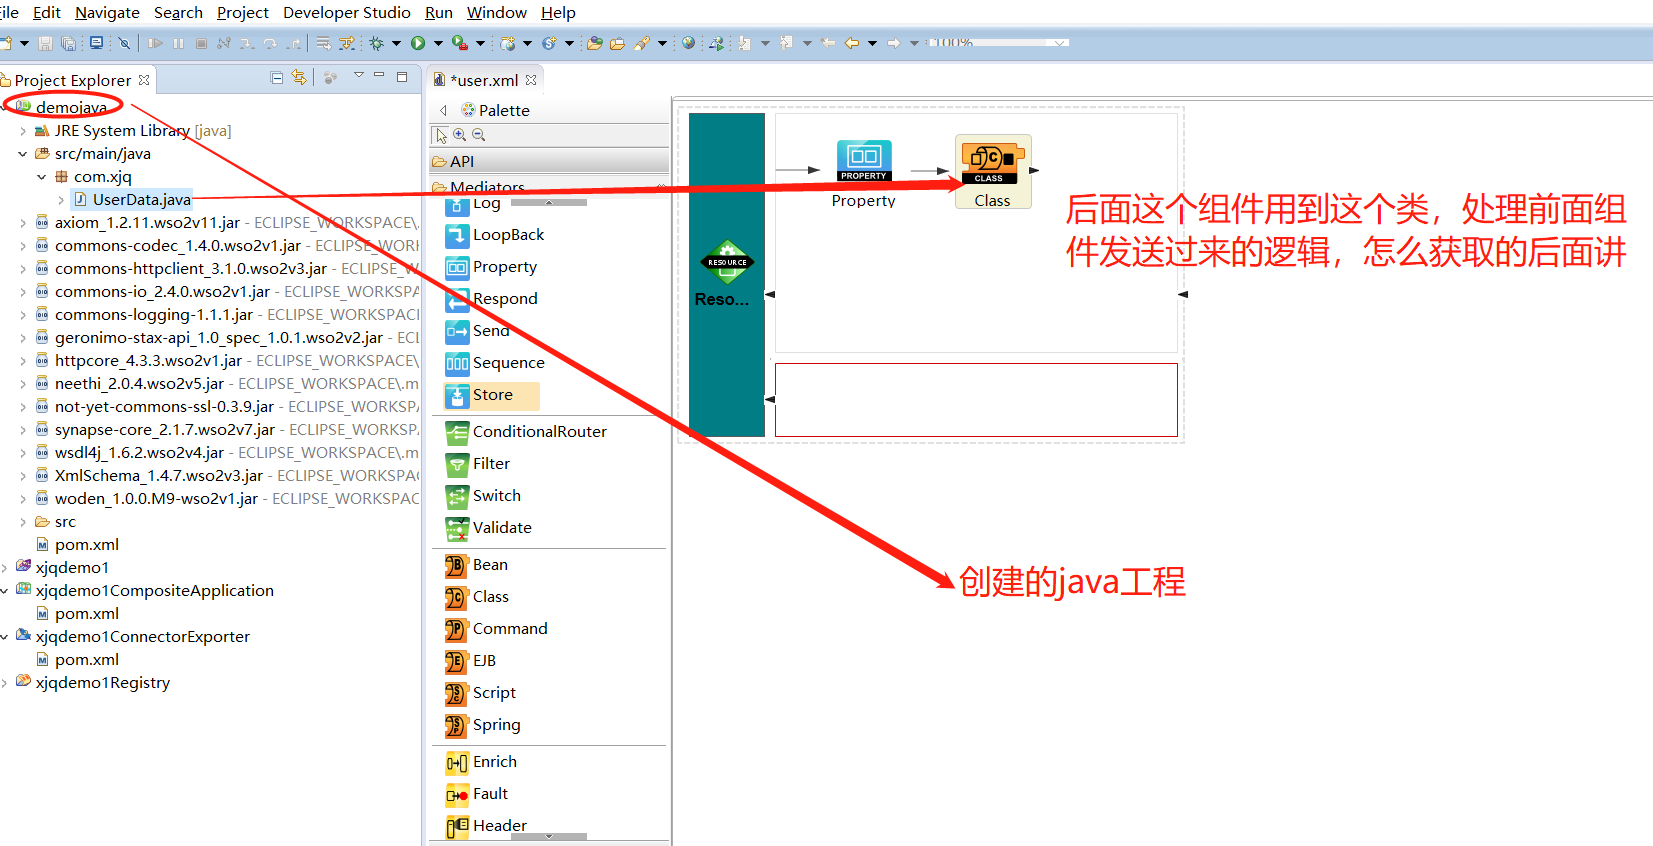 File Edit Navigate Search Project Developer Studio Run Window Help
100%
Project Explorer
demojava
JRE System Library [java]
src/main/java
com.xjq
UserData.java
axiom_1.2.11.wso2v11.jar - ECLIPSE_WORKSPACE\.
commons-codec_1.4.0.wso2v1.jar - ECLIPSE_WORK
commons-httpclient_3.1.0.wso2v3.jar - ECLIPSE_W
commons-io_2.4.0.wso2v1.jar - ECLIPSE_WORKSPA
commons-logging-1.1.1.jar - ECLIPSE_WORKSPACE
geronimo-stax-api_1.0_spec_1.0.1.wso2v2.jar - ECL
httpcore_4.3.3.wso2v1.jar - ECLIPSE_WORKSPACE\
neethi_2.0.4.wso2v5.jar - ECLIPSE_WORKSPACE\.m
not-yet-commons-ssl-0.3.9.jar - ECLIPSE_WORKSPA
synapse-core_2.1.7.wso2v7.jar - ECLIPSE_WORKSP
wsdl4j_1.6.2.wso2v4.jar - ECLIPSE_WORKSPACE\.m
XmlSchema_1.4.7.wso2v3.jar - ECLIPSE_WORKSPA
woden_1.0.0.M9-wso2v1.jar - ECLIPSE_WORKSPAC
src
pom.xml
xjqdemo1
xjqdemo1CompositeApplication
pom.xml
xjqdemo1ConnectorExporter
pom.xml
xjqdemo1Registry
*user.xml
Palette
API
Mediators
Log
LoopBack
Property
Respond
Send
Sequence
Store
ConditionalRouter
Filter
Switch
Validate
Bean
Class
Command
EJB
Script
Spring
Enrich
Fault
Header
RESOURCE
Reso...
PROPERTY
Property
CLASS
Class
后面这个组件用到这个类，处理前面组
件发送过来的逻辑，怎么获取的后面讲
创建的java工程